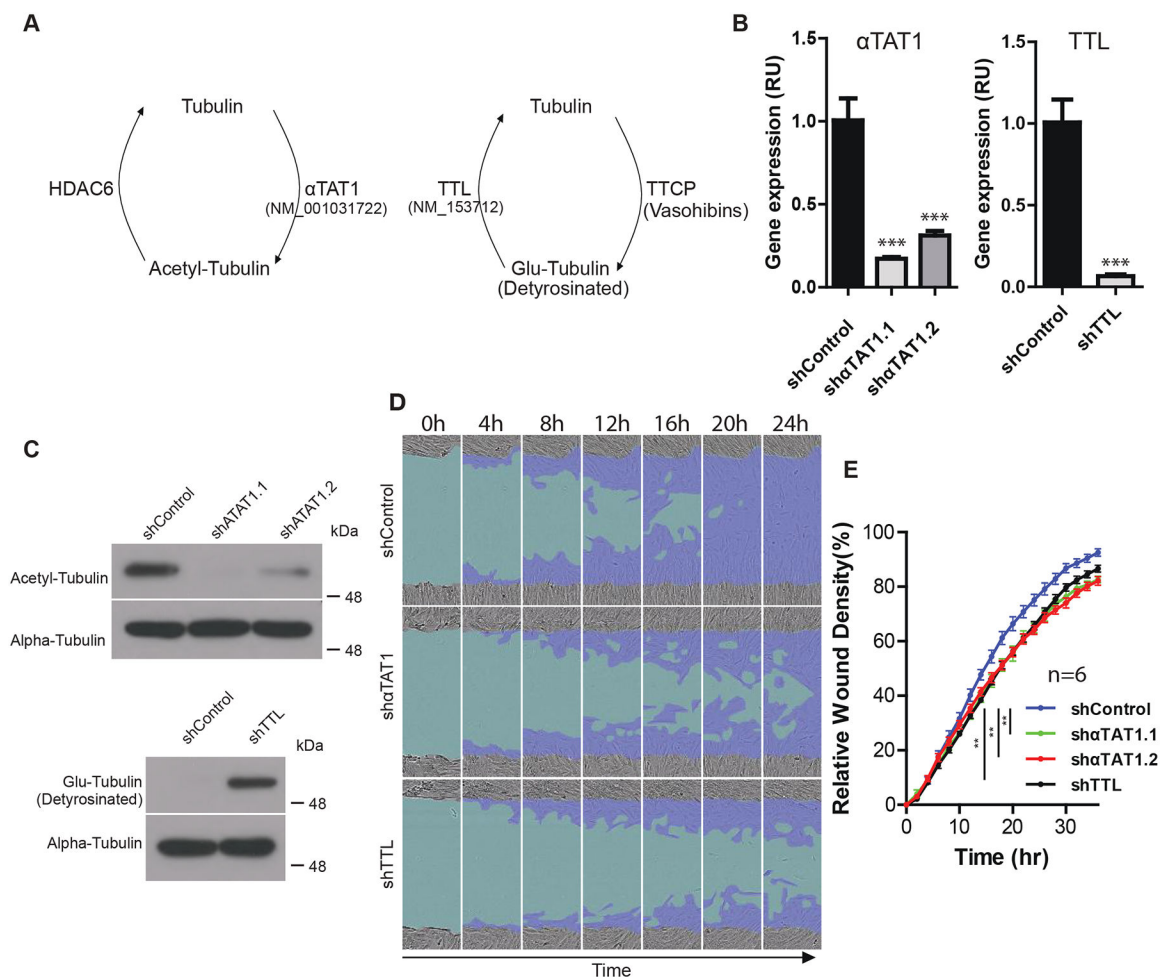 A
Tubulin
HDAC6
αTAT1
(NM_001031722)
Acetyl-Tubulin
Tubulin
TTL
(NM_153712)
TTCP
(Vasohibins)
Glu-Tubulin
(Detyrosinated)
B
αTAT1
Gene expression (RU)
1.5
1.0
0.5
0.0
***
***
shControl
shαTAT1.1
shαTAT1.2
TTL
Gene expression (RU)
1.5
1.0
0.5
0.0
***
shControl
shTTL
C
shControl
shATAT1.1
shATAT1.2
kDa
Acetyl-Tubulin
48
Alpha-Tubulin
48
shControl
shTTL
kDa
Glu-Tubulin
(Detyrosinated)
48
Alpha-Tubulin
48
D
0h 4h 8h 12h 16h 20h 24h
shControl
shαTAT1
shTTL
Time
E
Relative Wound Density(%)
100
80
60
40
20
0
n=6
shControl
shαTAT1.1
shαTAT1.2
shTTL
**
**
**
0 10 20 30
Time (hr)